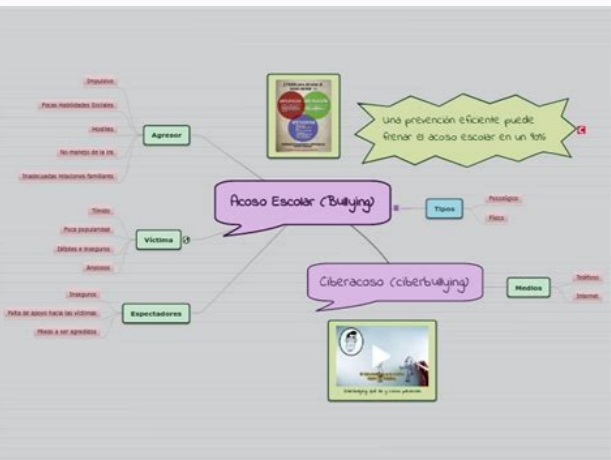 Impulsivo
Pocas Habilidades Sociales
Hostiles
No manejo de la ira
Inadecuadas relaciones familiares
Agresor
Una prevención eficiente puede
frenar el acoso escolar en un 90%
Acoso Escolar (Bullying)
Tipos
Psicológico
Físico
Tímido
Poca popularidad
Débiles e inseguros
Ansiosos
Víctima
Ciberacoso (ciberbullying)
Medios
Teléfono
Internet
Inseguros
Falta de apoyo hacia las víctimas
Miedo a ser agredidos
Espectadores